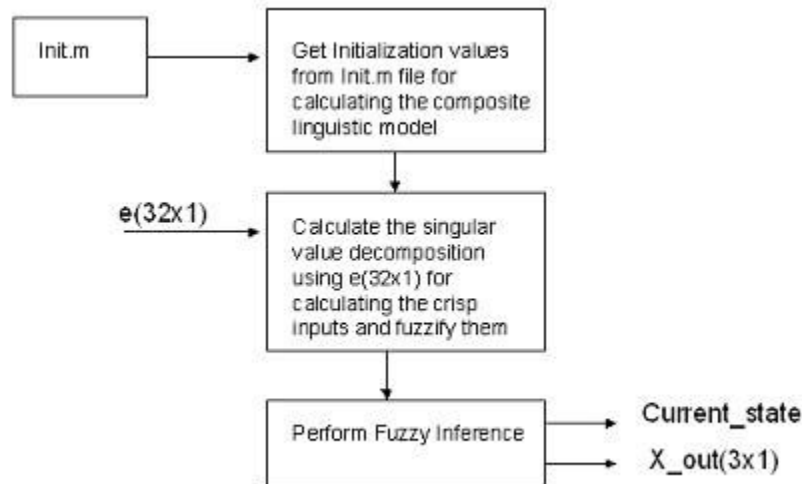 Init.m
Get Initialization values
from Init.m file for
calculating the composite
linguistic model
e(32x1)
Calculate the singular
value decomposition
using e(32x1) for
calculating the crisp
inputs and fuzzify them
Perform Fuzzy Inference
Current_state
X_out(3x1)